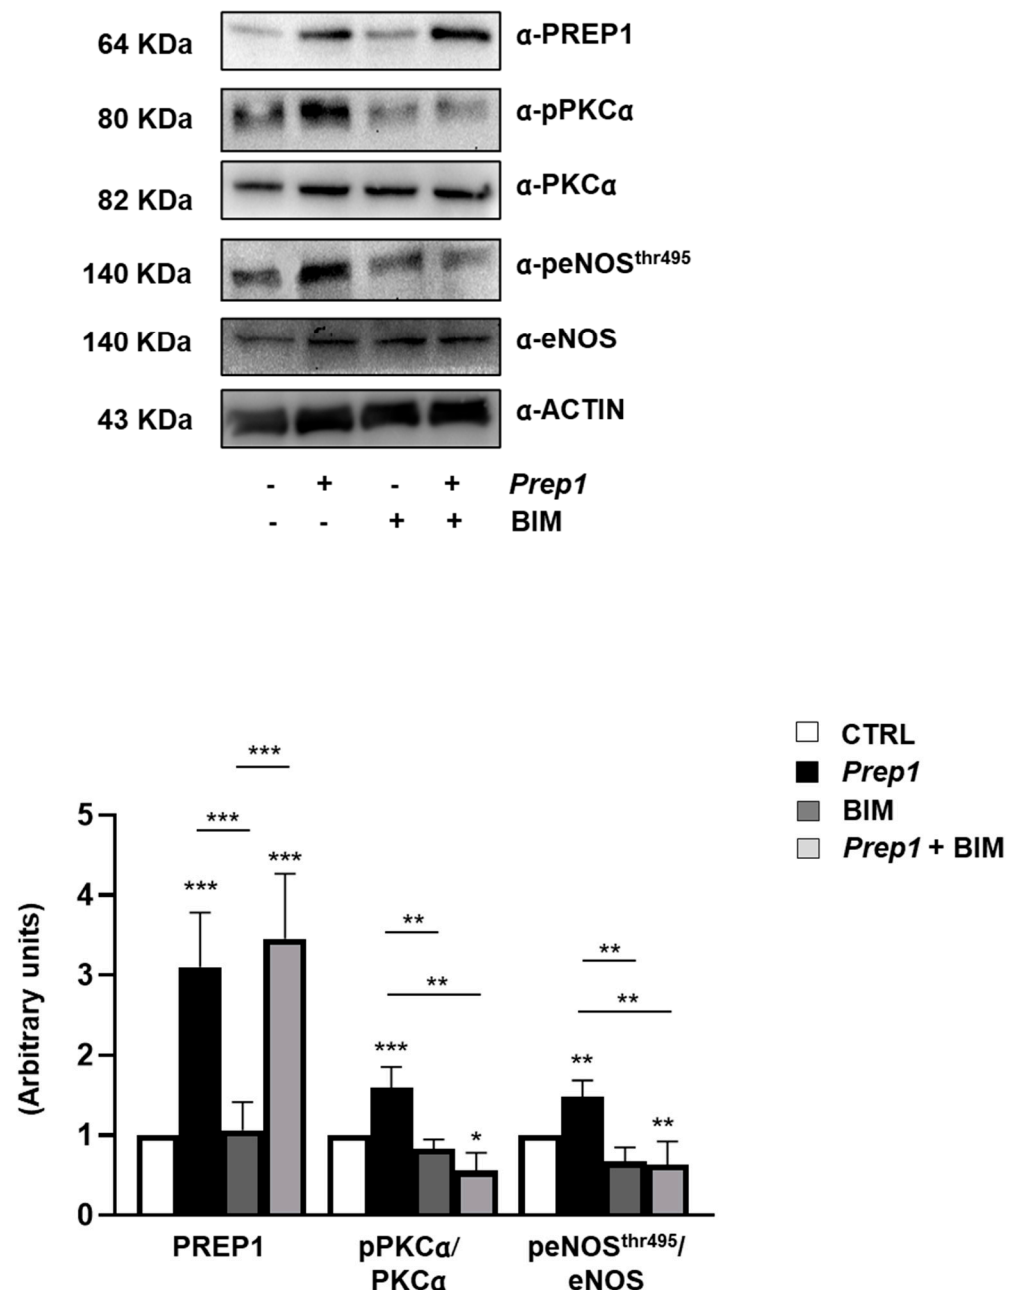 64 KDa α-PREP1
80 KDa α-pPKCα
82 KDa α-PKCα
140 KDa α-peNOSthr495
140 KDa α-eNOS
43 KDa α-ACTIN
- + - + Prep1
- - + + BIM
CTRL
Prep1
BIM
Prep1 + BIM
***
***
***
***
**
**
***
*
**
**
**
**
(Arbitrary units)
5
4
3
2
1
0
PREP1
pPKCα/
PKCα
peNOSthr495/
eNOS